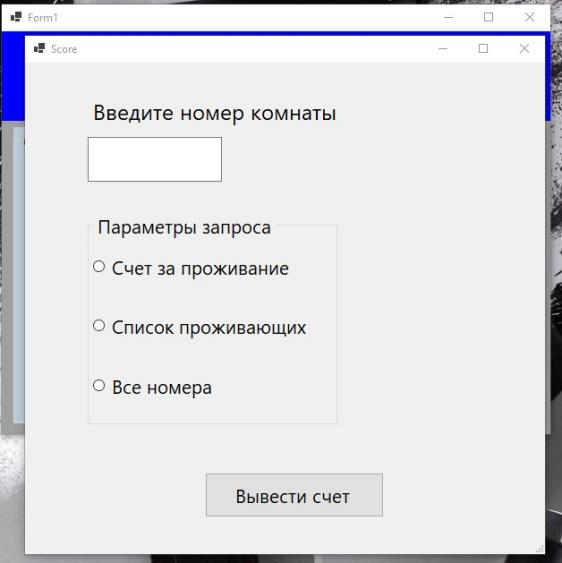 Form1
Score
Введите номер комнаты
Параметры запроса
Счет за проживание
Список проживающих
Все номера
Вывести счет